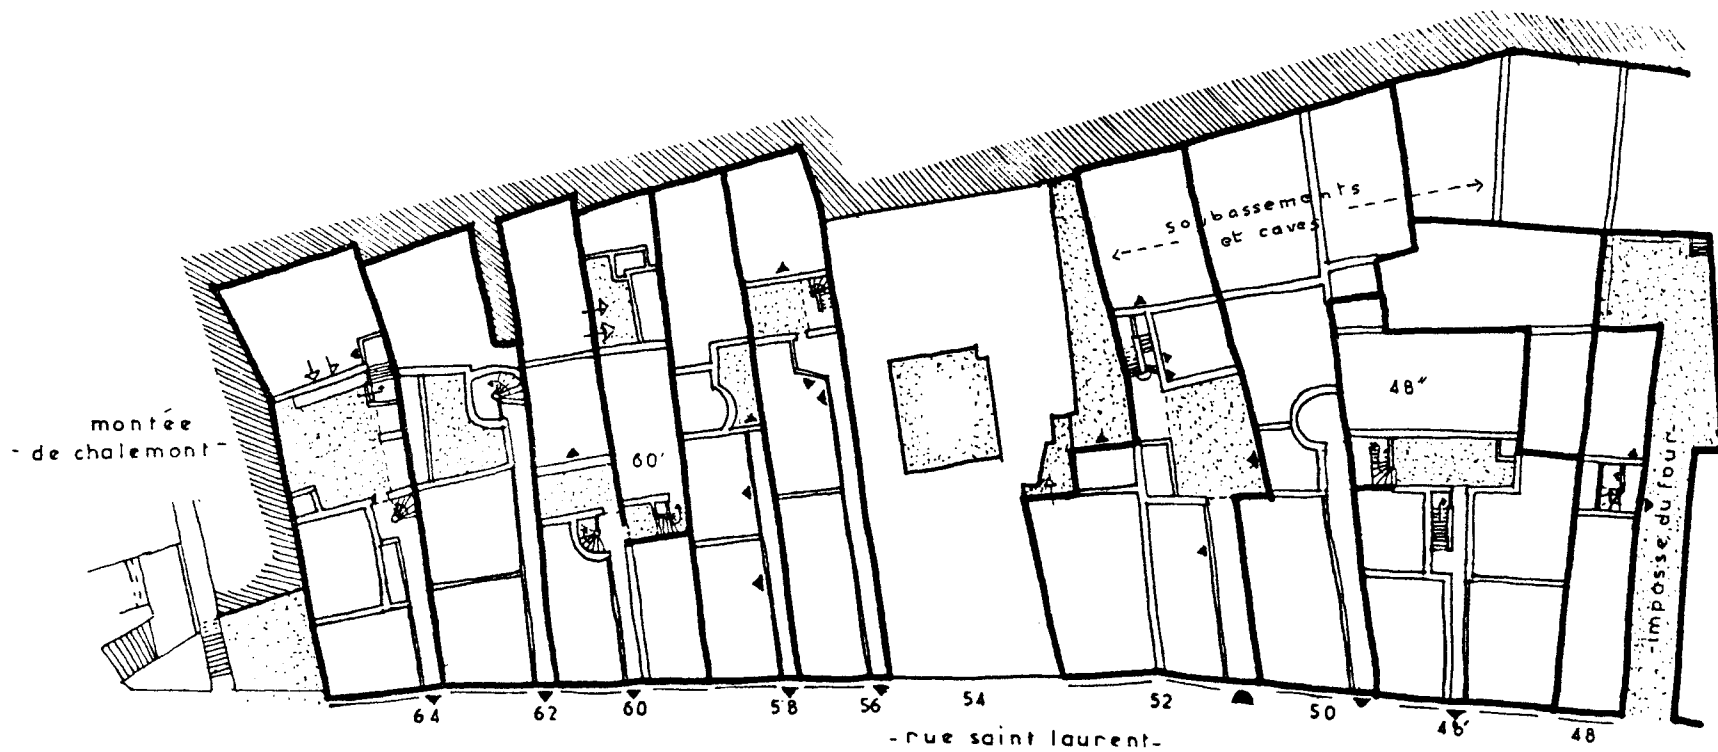 soubassements
et caves
48"
montée
- de chalemont -
60'
- impasse du four -
64
62
60
58
56
54
52
50
48'
48
- rue saint laurent -